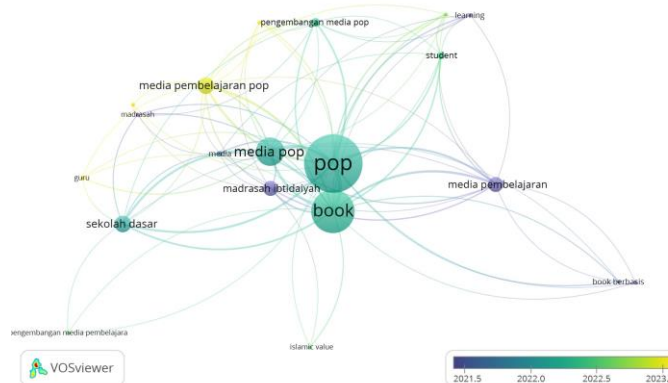 learning
pengembangan media pop
student
media pembelajaran pop
madrasah
media
media pop
pop
guru
madrasah ibtidaiyah
media pembelajaran
book
sekolah dasar
book berbasis
pengembangan media pembelajara
islamic value
VOSviewer
2021.5 2022.0 2022.5 2023.